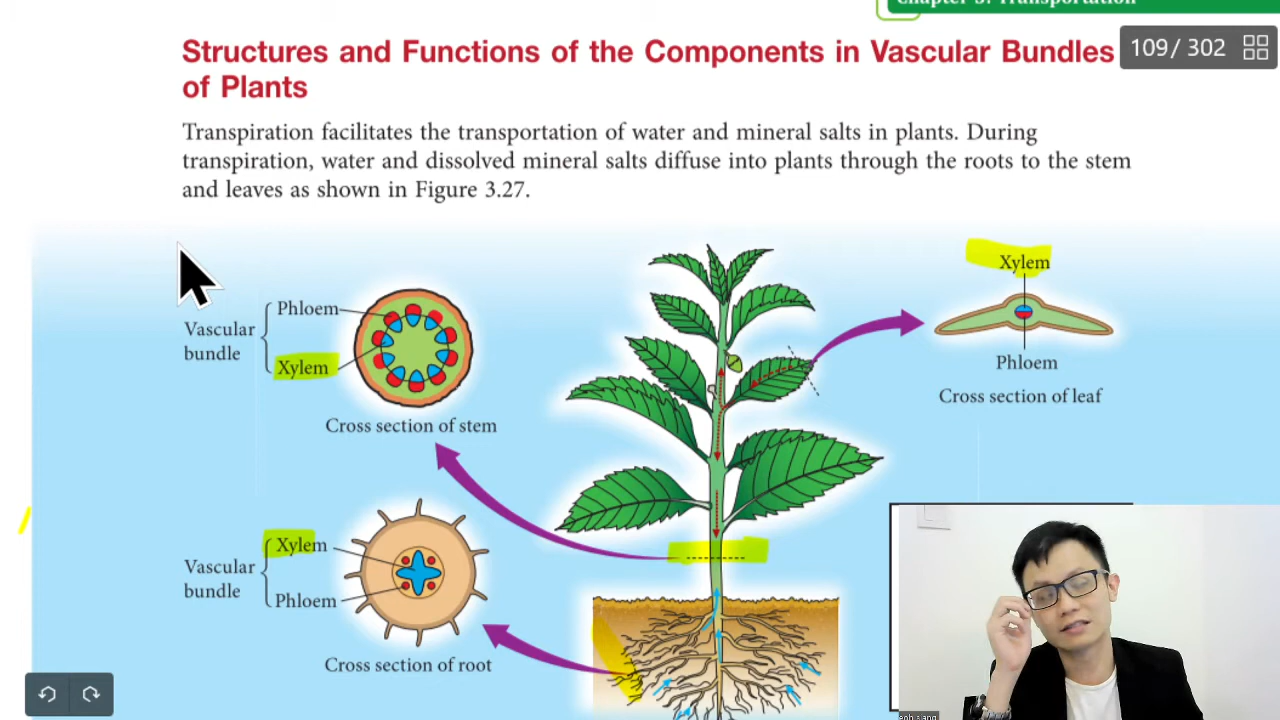 Chapter 3: Transportation
109/ 302
Structures and Functions of the Components in Vascular Bundles
of Plants
Transpiration facilitates the transportation of water and mineral salts in plants. During
transpiration, water and dissolved mineral salts diffuse into plants through the roots to the stem
and leaves as shown in Figure 3.27.
Xylem
Phloem
Cross section of leaf
Vascular
bundle
Phloem
Xylem
Cross section of stem
Vascular
bundle
Xylem
Phloem
Cross section of root